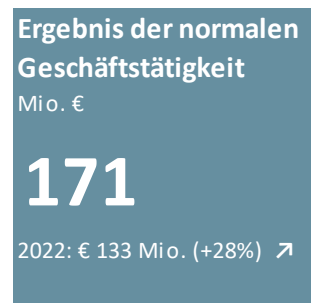 Ergebnis der normalen
Geschäftstätigkeit
Mio. €
171
2022: € 133 Mio. (+28%) ↗